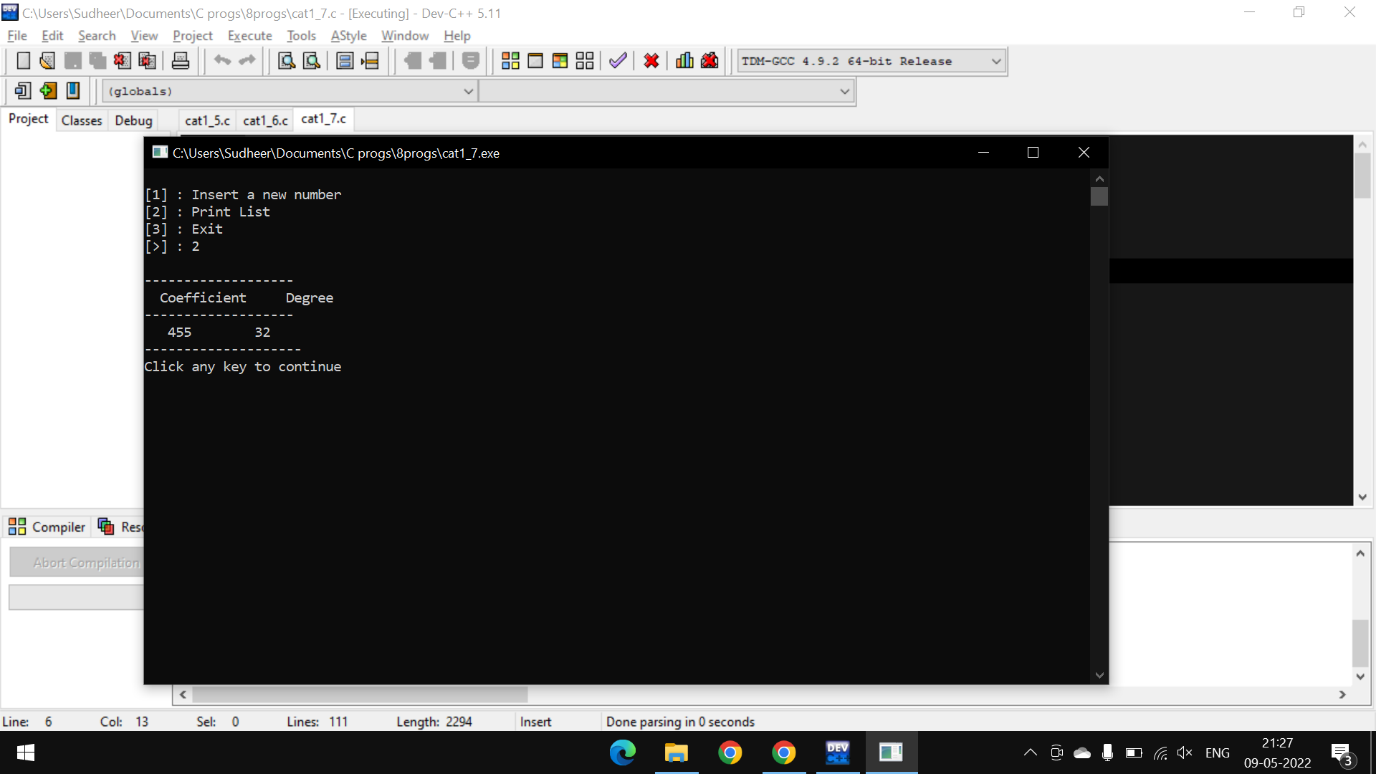 C:\Users\Sudheer\Documents\C progs\8progs\cat1_7.c - [Executing] - Dev-C++ 5.11
File Edit Search View Project Execute Tools AStyle Window Help
TDM-GCC 4.9.2 64-bit Release
(globals)
Project Classes Debug cat1_5.c cat1_6.c cat1_7.c
C:\Users\Sudheer\Documents\C progs\8progs\cat1_7.exe
[1] : Insert a new number
[2] : Print List
[3] : Exit
[>] : 2
-------------------
Coefficient Degree
-------------------
455 32
--------------------
Click any key to continue
Compiler
Abort Compilation
Line: 6 Col: 13 Sel: 0 Lines: 111 Length: 2294 Insert Done parsing in 0 seconds
DEV
ENG
21:27
09-05-2022
3